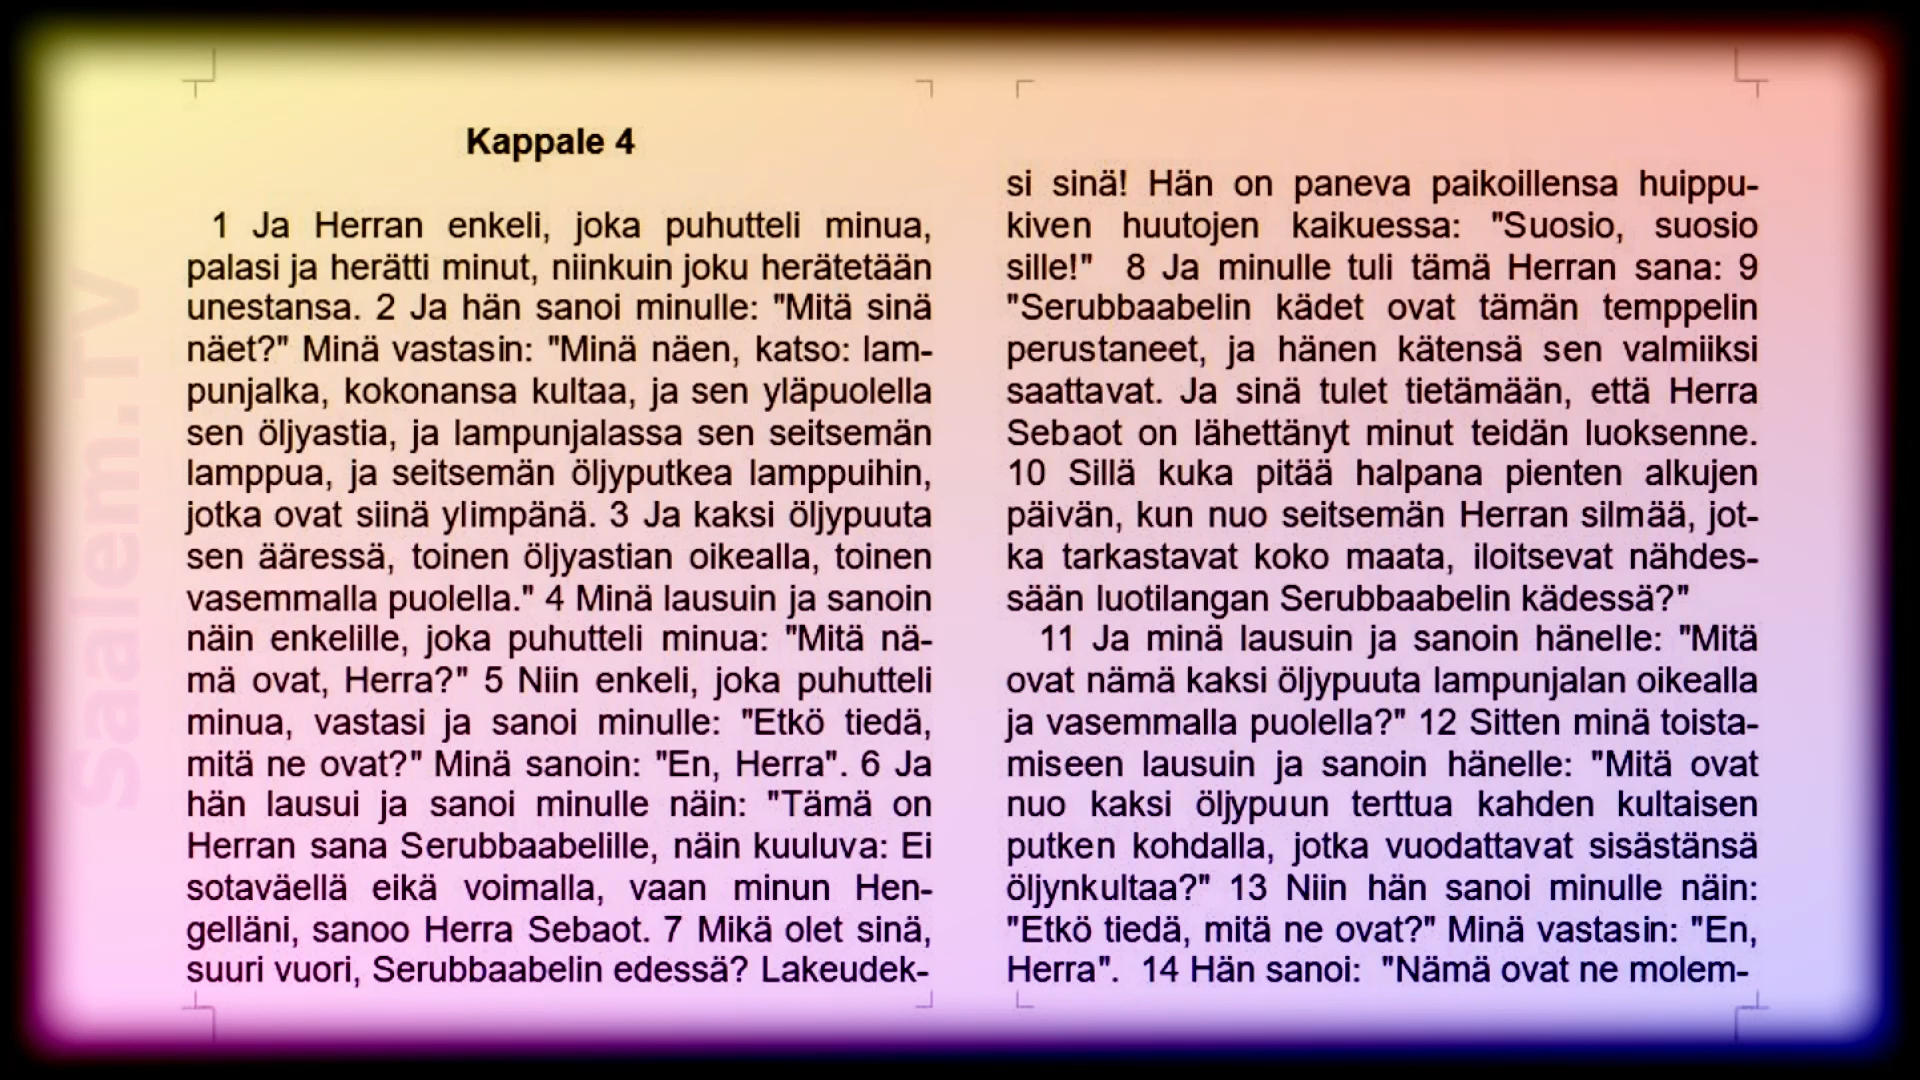 Kappale 4
1 Ja Herran enkeli, joka puhutteli minua,
palasi ja herätti minut, niinkuin joku herätetään
unestansa. 2 Ja hän sanoi minulle: "Mitä sinä
näet?" Minä vastasin: "Minä näen, katso: lam-
punjalka, kokonansa kultaa, ja sen yläpuolella
sen öljyastia, ja lampunjalassa sen seitsemän
lamppua, ja seitsemän öljyputkea lamppuihin,
jotka ovat siinä ylimpänä. 3 Ja kaksi öljypuuta
sen ääressä, toinen öljyastian oikealla, toinen
vasemmalla puolella." 4 Minä lausuin ja sanoin
näin enkelille, joka puhutteli minua: "Mitä nä-
mä ovat, Herra?" 5 Niin enkeli, joka puhutteli
minua, vastasi ja sanoi minulle: "Etkö tiedä,
mitä ne ovat?" Minä sanoin: "En, Herra". 6 Ja
hän lausui ja sanoi minulle näin: "Tämä on
Herran sana Serubbaabelille, näin kuuluva: Ei
sotaväellä eikä voimalla, vaan minun Hen-
gelläni, sanoo Herra Sebaot. 7 Mikä olet sinä,
suuri vuori, Serubbaabelin edessä? Lakeudek-
si sinä! Hän on paneva paikoillensa huippu-
kiven huutojen kaikuessa: "Suosio, suosio
sille!" 8 Ja minulle tuli tämä Herran sana: 9
"Serubbaabelin kädet ovat tämän temppelin
perustaneet, ja hänen kätensä sen valmiiksi
saattavat. Ja sinä tulet tietämään, että Herra
Sebaot on lähettänyt minut teidän luoksenne.
10 Sillä kuka pitää halpana pienten alkujen
päivän, kun nuo seitsemän Herran silmää, jot-
ka tarkastavat koko maata, iloitsevat nähdes-
sään luotilangan Serubbaabelin kädessä?"
11 Ja minä lausuin ja sanoin hänelle: "Mitä
ovat nämä kaksi öljypuuta lampunjalan oikealla
ja vasemmalla puolella?" 12 Sitten minä toista-
miseen lausuin ja sanoin hänelle: "Mitä ovat
nuo kaksi öljypuun terttua kahden kultaisen
putken kohdalla, jotka vuodattavat sisästänsä
öljynkultaa?" 13 Niin hän sanoi minulle näin:
"Etkö tiedä, mitä ne ovat?" Minä vastasin: "En,
Herra". 14 Hän sanoi: "Nämä ovat ne molem-
Saalem.TV